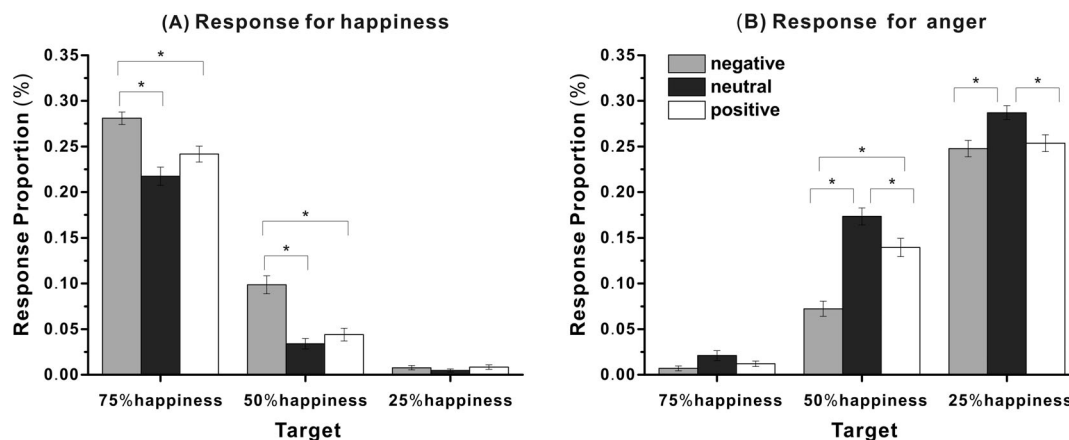 (A) Response for happiness
Response Proportion (%)
0.35
0.30
0.25
0.20
0.15
0.10
0.05
0.00
* * * *
75%happiness 50%happiness 25%happiness
Target
(B) Response for anger
Response Proportion (%)
0.35
0.30
0.25
0.20
0.15
0.10
0.05
0.00
negative
neutral
positive
* * * * *
75%happiness 50%happiness 25%happiness
Target